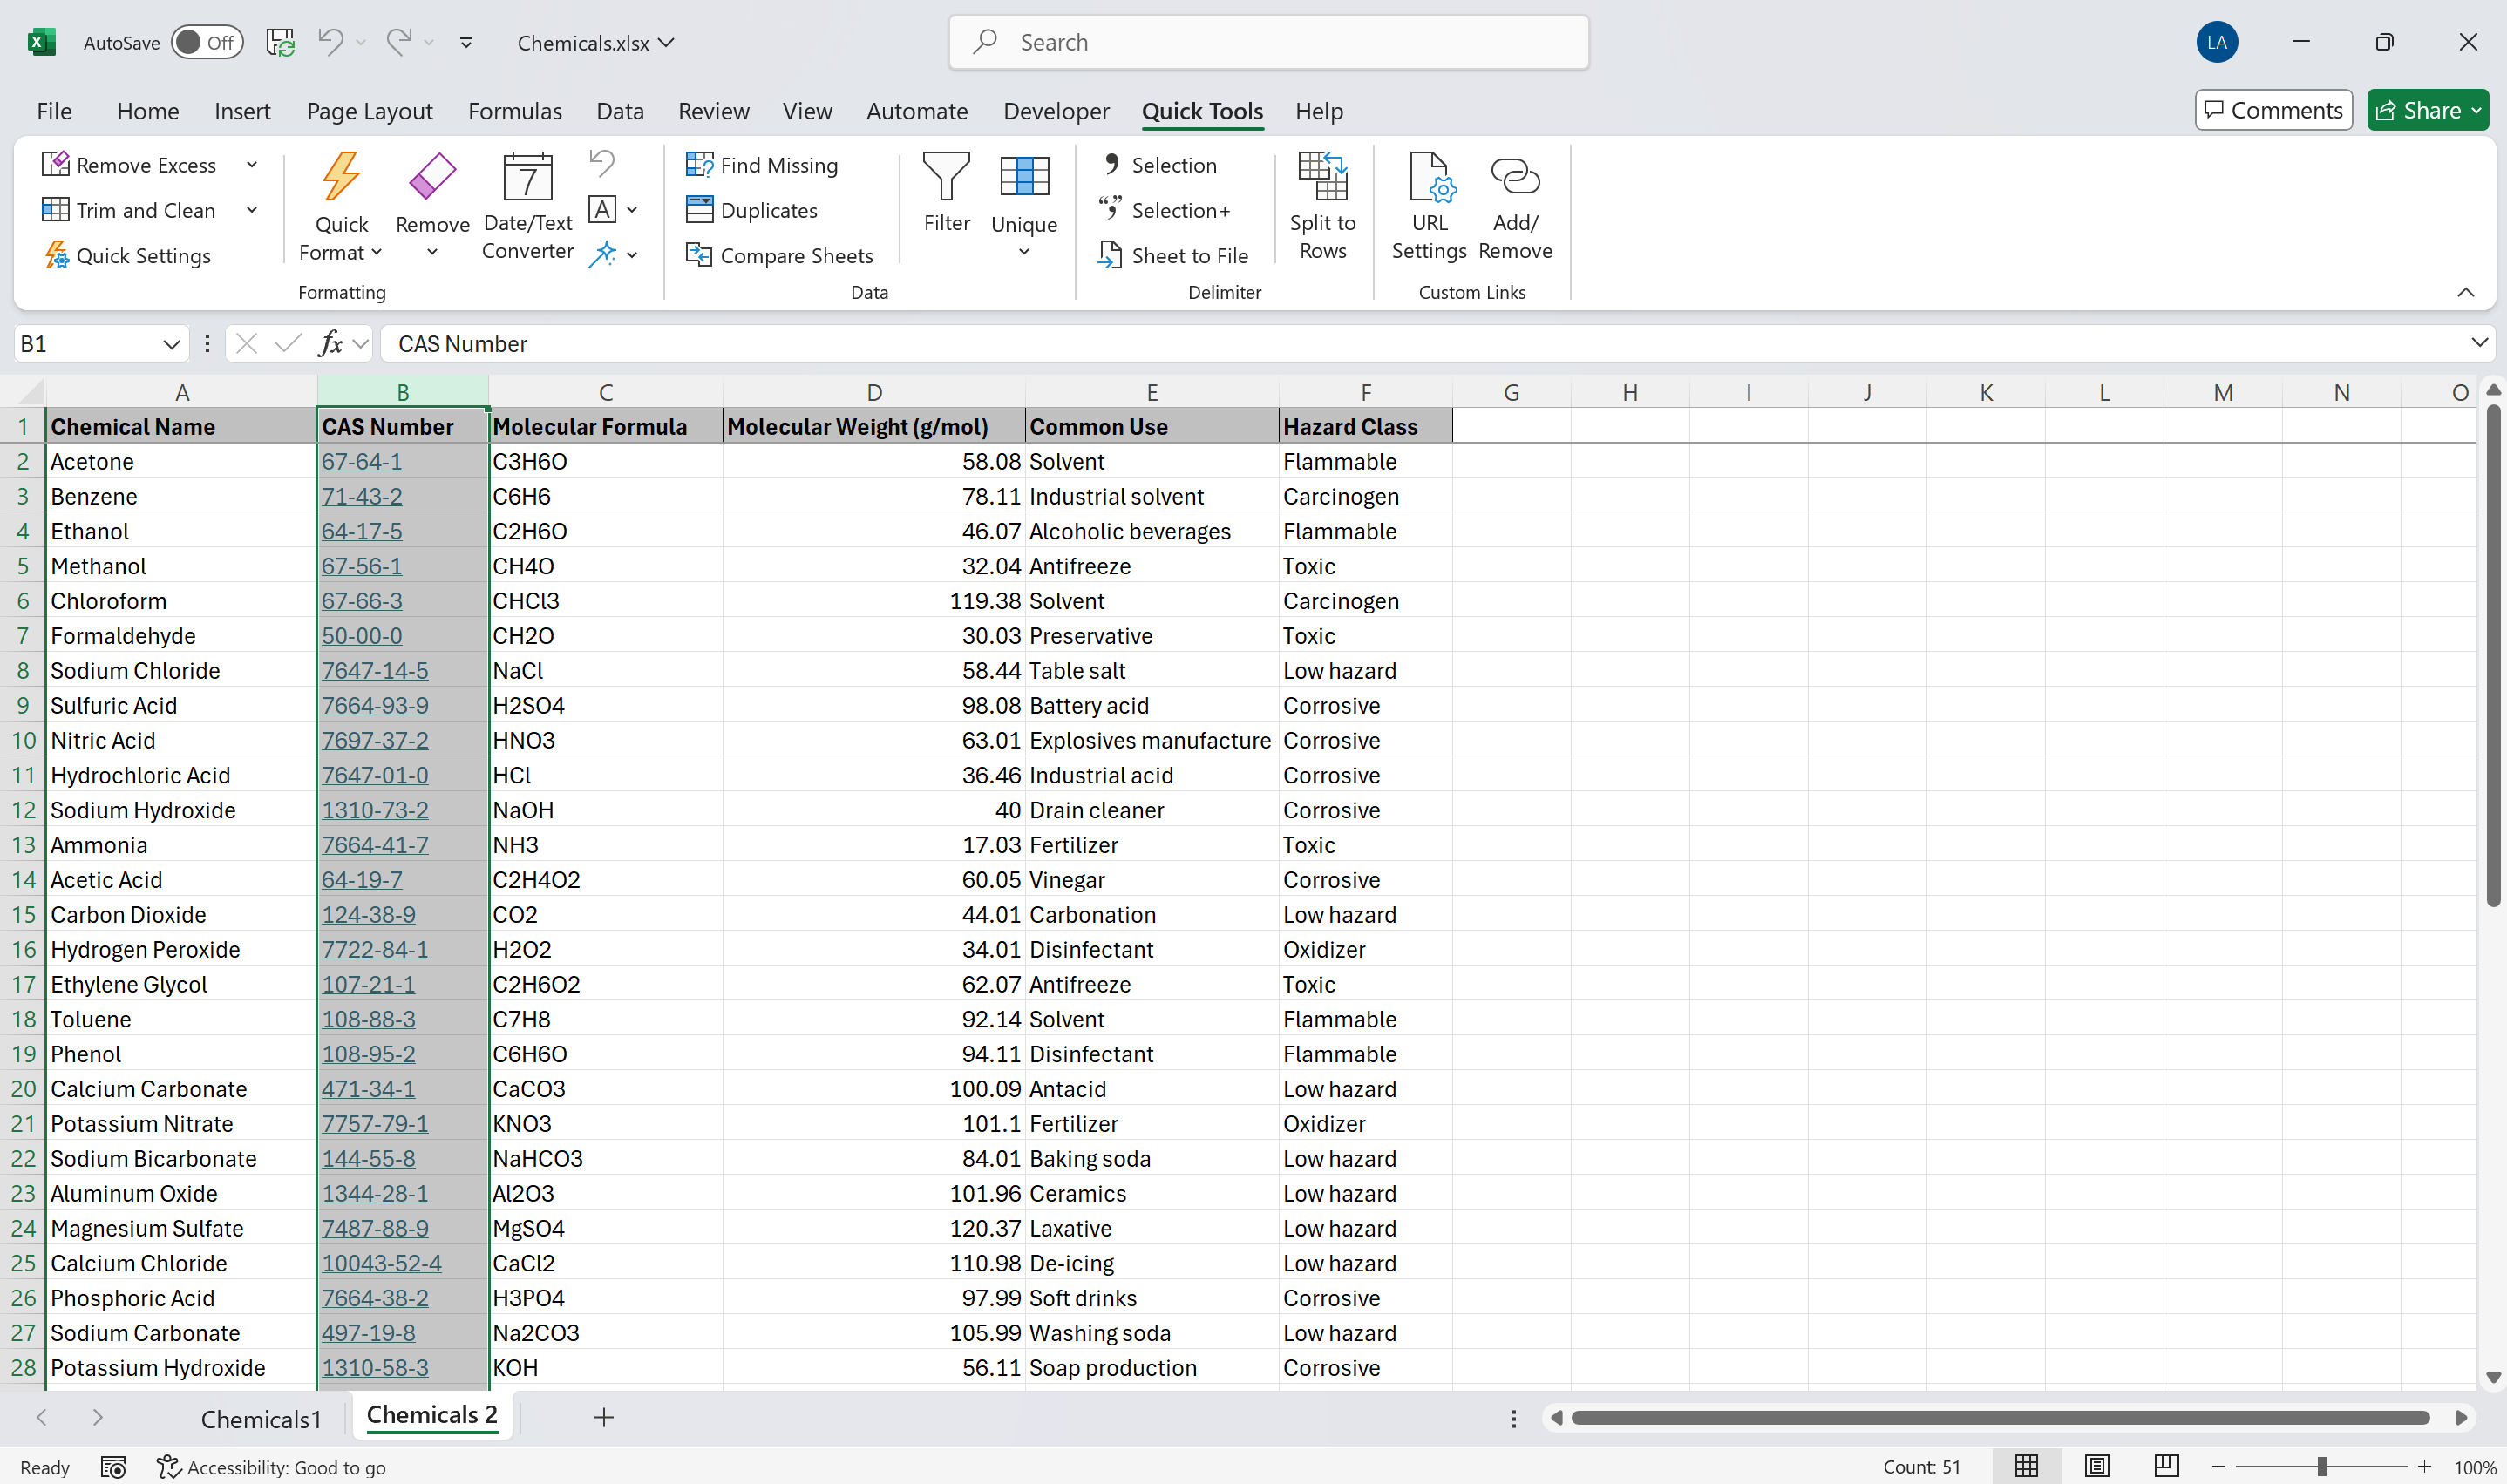 AutoSave Off Chemicals.xlsx Search LA
File Home Insert Page Layout Formulas Data Review View Automate Developer Quick Tools Help Comments Share
Remove Excess
Trim and Clean
Quick Settings
Quick Format
Remove
7
Date/Text Converter
A
Formatting
Find Missing
Duplicates
Compare Sheets
Filter
Unique
Data
Selection
Selection+
Sheet to File
Split to Rows
Delimiter
URL Settings
Add/ Remove
Custom Links
B1 fx CAS Number
A B C D E F G H I J K L M N O
1 Chemical Name CAS Number Molecular Formula Molecular Weight (g/mol) Common Use Hazard Class
2 Acetone 67-64-1 C3H6O 58.08 Solvent Flammable
3 Benzene 71-43-2 C6H6 78.11 Industrial solvent Carcinogen
4 Ethanol 64-17-5 C2H6O 46.07 Alcoholic beverages Flammable
5 Methanol 67-56-1 CH4O 32.04 Antifreeze Toxic
6 Chloroform 67-66-3 CHCl3 119.38 Solvent Carcinogen
7 Formaldehyde 50-00-0 CH2O 30.03 Preservative Toxic
8 Sodium Chloride 7647-14-5 NaCl 58.44 Table salt Low hazard
9 Sulfuric Acid 7664-93-9 H2SO4 98.08 Battery acid Corrosive
10 Nitric Acid 7697-37-2 HNO3 63.01 Explosives manufacture Corrosive
11 Hydrochloric Acid 7647-01-0 HCl 36.46 Industrial acid Corrosive
12 Sodium Hydroxide 1310-73-2 NaOH 40 Drain cleaner Corrosive
13 Ammonia 7664-41-7 NH3 17.03 Fertilizer Toxic
14 Acetic Acid 64-19-7 C2H4O2 60.05 Vinegar Corrosive
15 Carbon Dioxide 124-38-9 CO2 44.01 Carbonation Low hazard
16 Hydrogen Peroxide 7722-84-1 H2O2 34.01 Disinfectant Oxidizer
17 Ethylene Glycol 107-21-1 C2H6O2 62.07 Antifreeze Toxic
18 Toluene 108-88-3 C7H8 92.14 Solvent Flammable
19 Phenol 108-95-2 C6H6O 94.11 Disinfectant Flammable
20 Calcium Carbonate 471-34-1 CaCO3 100.09 Antacid Low hazard
21 Potassium Nitrate 7757-79-1 KNO3 101.1 Fertilizer Oxidizer
22 Sodium Bicarbonate 144-55-8 NaHCO3 84.01 Baking soda Low hazard
23 Aluminum Oxide 1344-28-1 Al2O3 101.96 Ceramics Low hazard
24 Magnesium Sulfate 7487-88-9 MgSO4 120.37 Laxative Low hazard
25 Calcium Chloride 10043-52-4 CaCl2 110.98 De-icing Low hazard
26 Phosphoric Acid 7664-38-2 H3PO4 97.99 Soft drinks Corrosive
27 Sodium Carbonate 497-19-8 Na2CO3 105.99 Washing soda Low hazard
28 Potassium Hydroxide 1310-58-3 KOH 56.11 Soap production Corrosive
Chemicals1 Chemicals 2
Ready Accessibility: Good to go Count: 51 100%